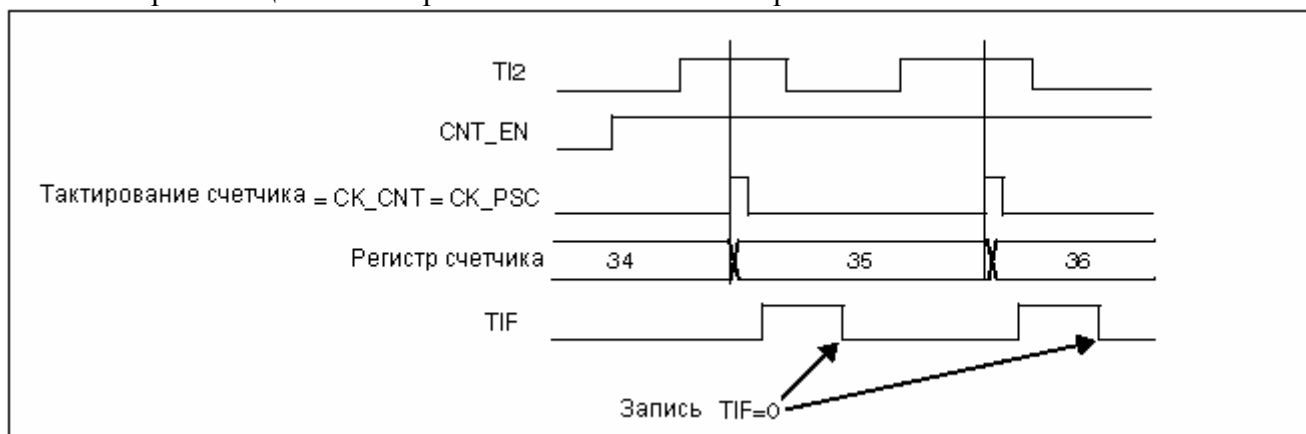 TI2
CNT_EN
Тактирование счетчика = CK_CNT = CK_PSC
Регистр счетчика 34 35 36
TIF
Запись TIF=0